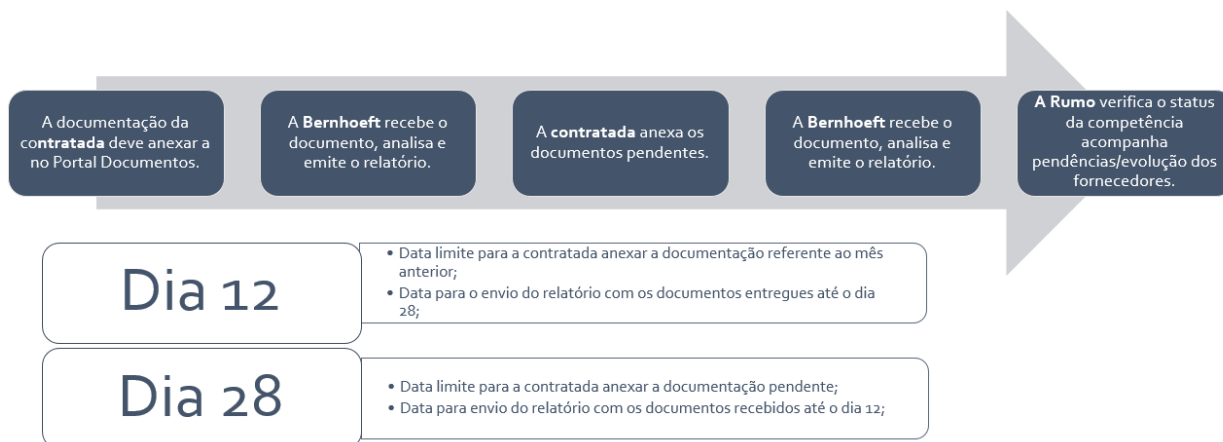 A documentação da
contratada deve anexar a
no Portal Documentos.
A Bernhoeft recebe o
documento, analisa e
emite o relatório.
A contratada anexa os
documentos pendentes.
A Bernhoeft recebe o
documento, analisa e
emite o relatório.
A Rumo verifica o status
da competência
acompanha
pendências/evolução dos
fornecedores.
Dia 12
• Data limite para a contratada anexar a documentação referente ao mês
anterior;
• Data para o envio do relatório com os documentos entregues até o dia
28;
Dia 28
• Data limite para a contratada anexar a documentação pendente;
• Data para envio do relatório com os documentos recebidos até o dia 12;